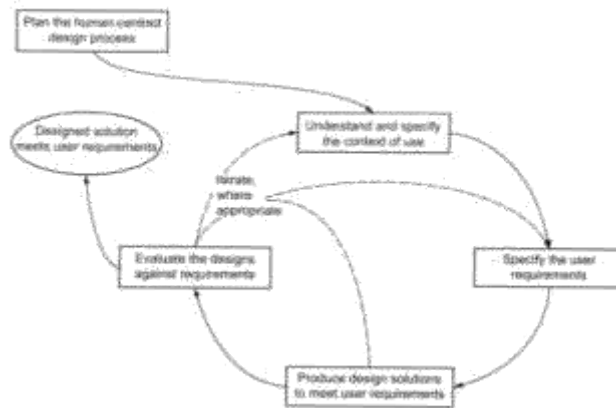 Plan the human-centred
design process
Understand and specify
the context of use
Designed solution
meets user requirements
Iterate,
where
appropriate
Evaluate the designs
against requirements
Specify the user
requirements
Produce design solutions
to meet user requirements